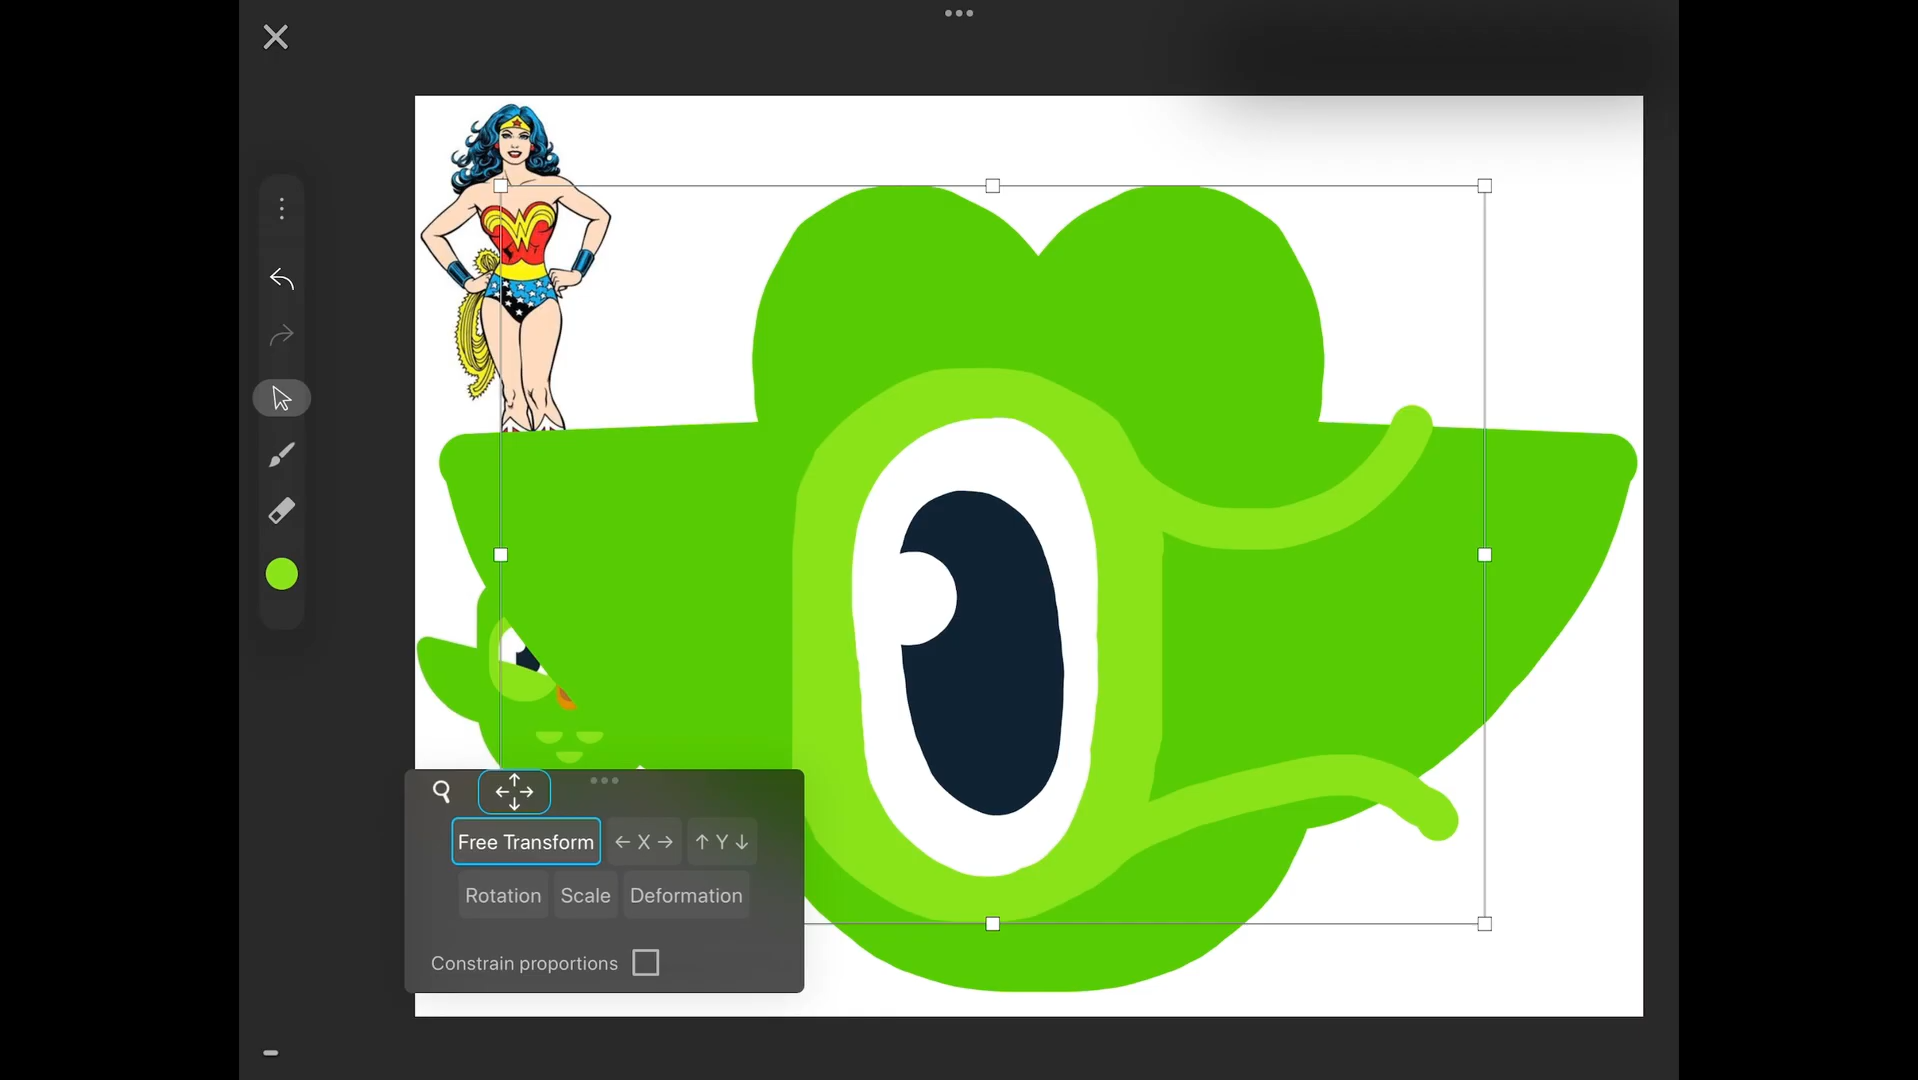 Free Transform
← X →
↑ Y ↓
Rotation
Scale
Deformation
Constrain proportions